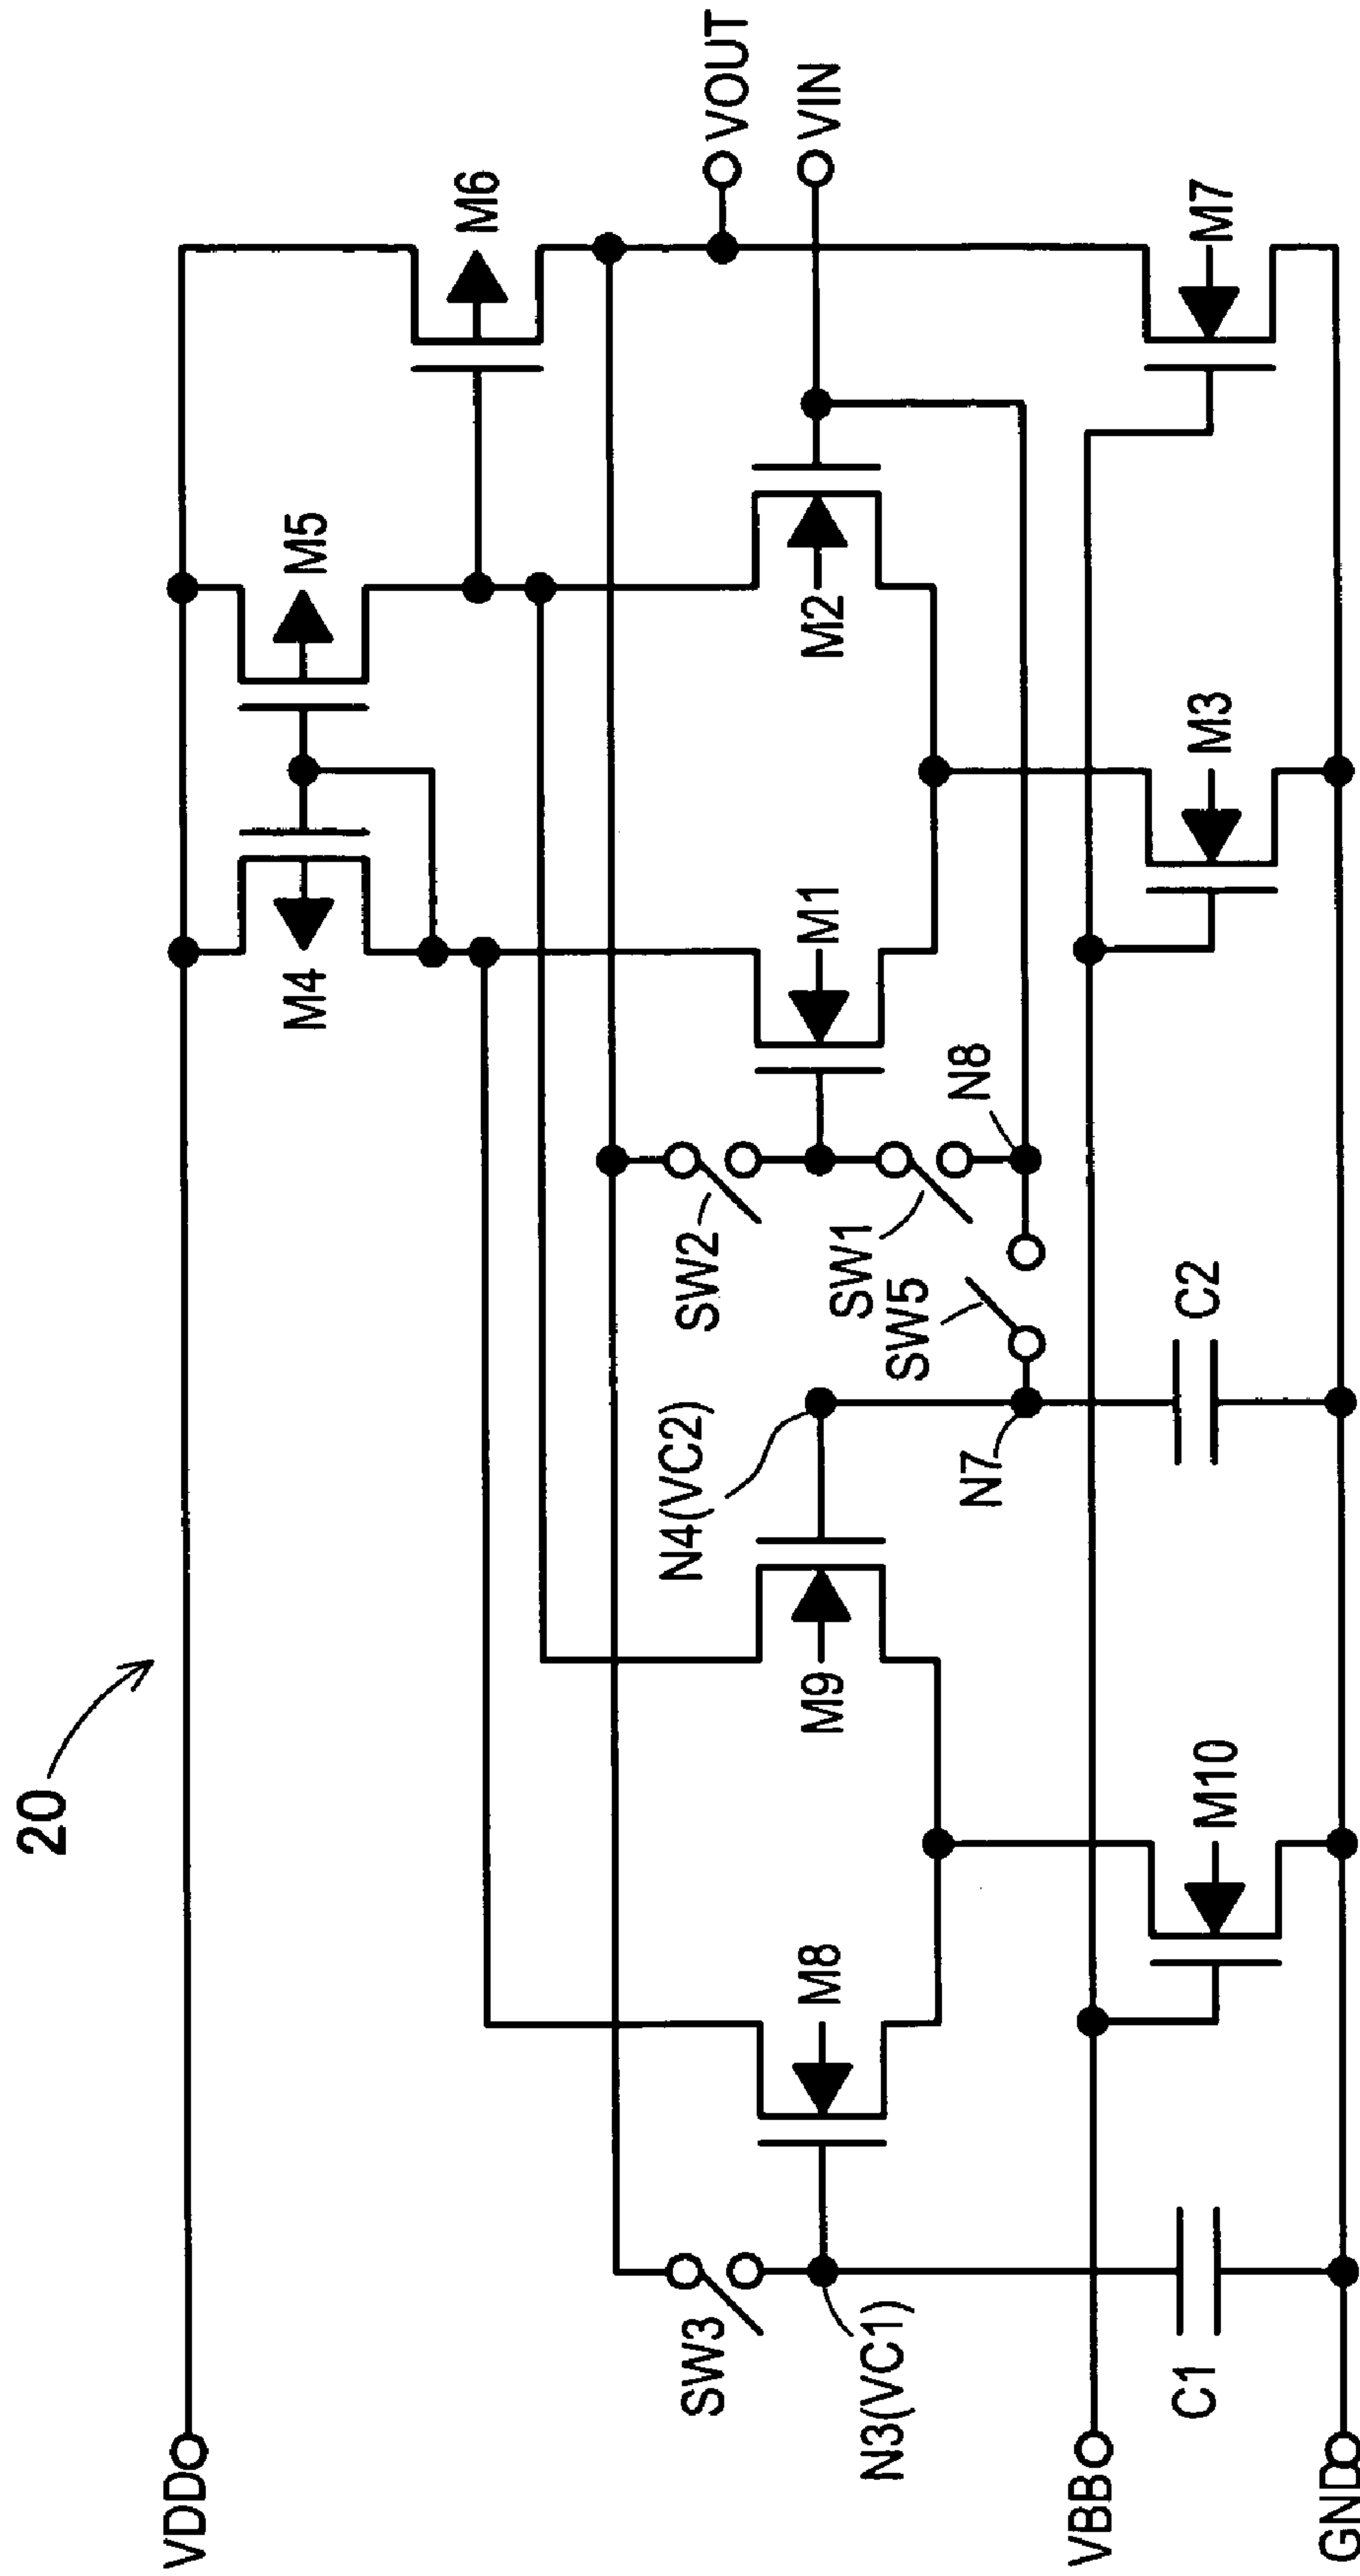 20
VDD
M4
M5
M6
VOUT
VIN
SW3
SW2
N4(VC2)
M8
M9
M1
M2
N3(VC1)
SW1
SW5
N8
N7
VBB
C1
M10
C2
M3
M7
GND